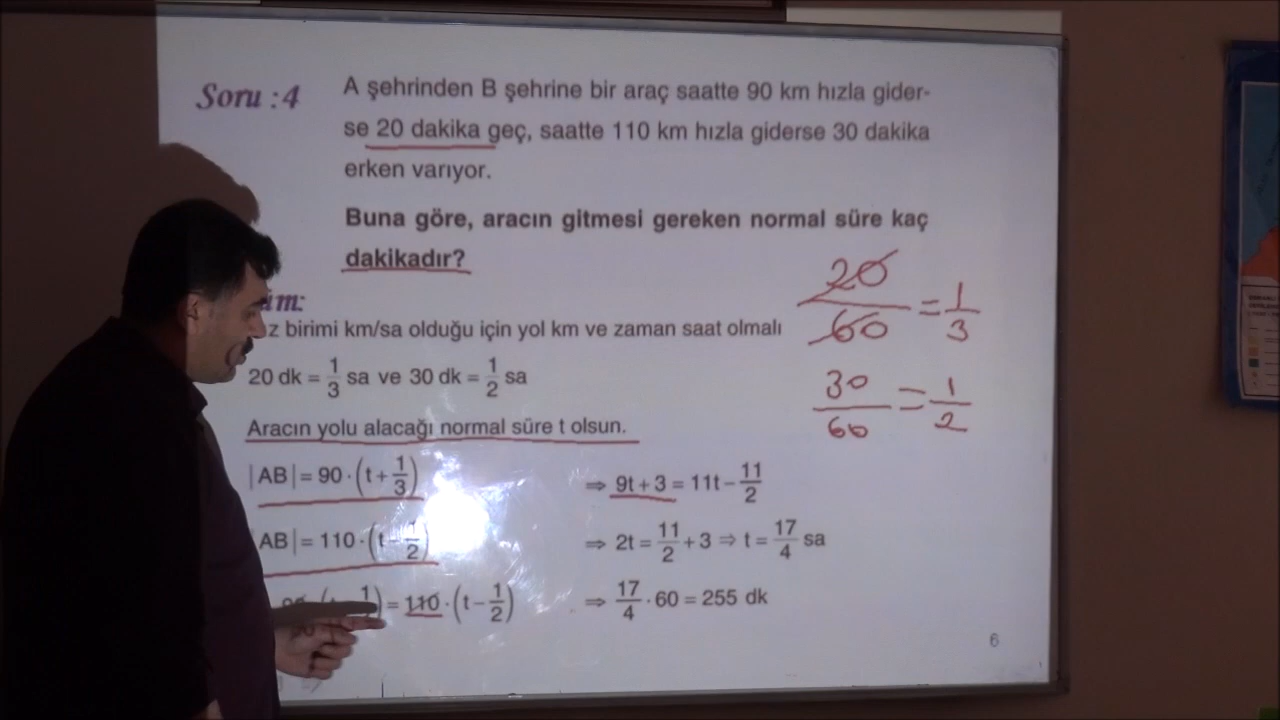 Soru :4
A şehrinden B şehrine bir araç saatte 90 km hızla gider-
se 20 dakika geç, saatte 110 km hızla giderse 30 dakika
erken varıyor.
Buna göre, aracın gitmesi gereken normal süre kaç
dakikadır?
20/60 = 1/3
30/60 = 1/2
birimi km/sa olduğu için yol km ve zaman saat olmalı
20 dk = 1/3 sa ve 30 dk = 1/2 sa
Aracın yolu alacağı normal süre t olsun.
|AB| = 90·(t+1/3)
AB| = 110·(t-1/2)
= 110·(t-1/2)
⇒ 9t+3 = 11t-11/2
⇒ 2t = 11/2 +3 ⇒ t = 17/4 sa
⇒ 17/4 · 60 = 255 dk
6